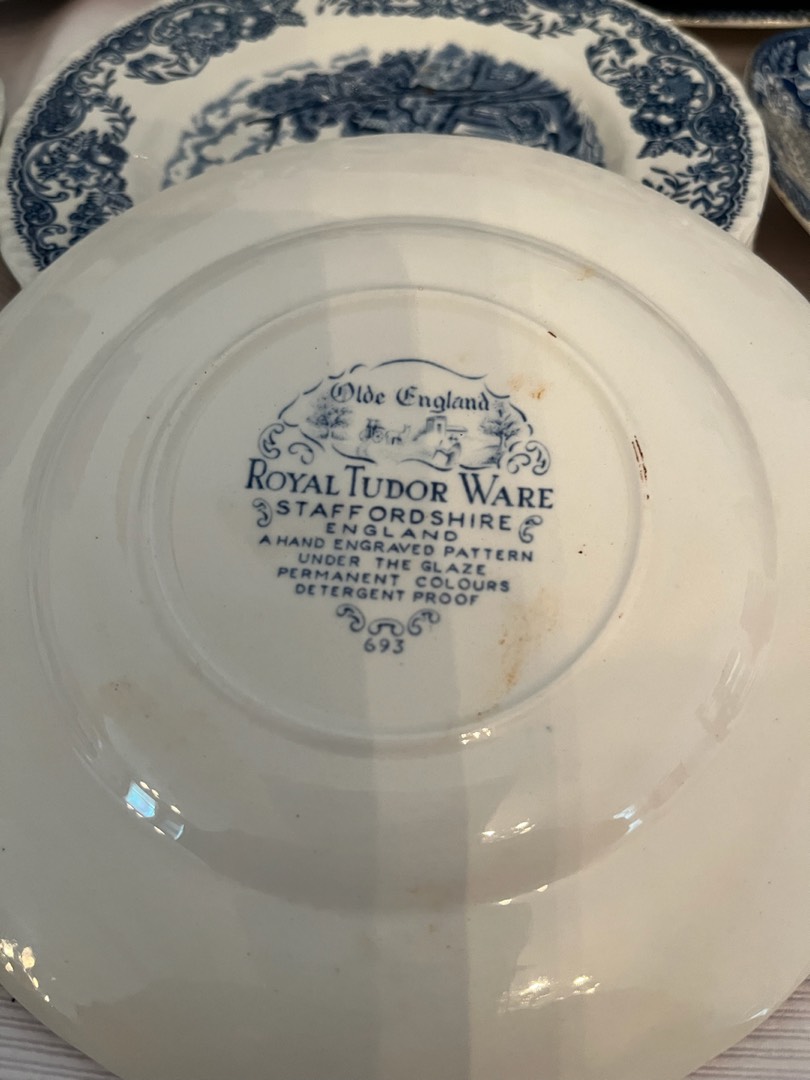 Olde England
ROYAL TUDOR WARE
STAFFORDSHIRE
ENGLAND
A HAND ENGRAVED PATTERN
UNDER THE GLAZE
PERMANENT COLOURS
DETERGENT PROOF
693